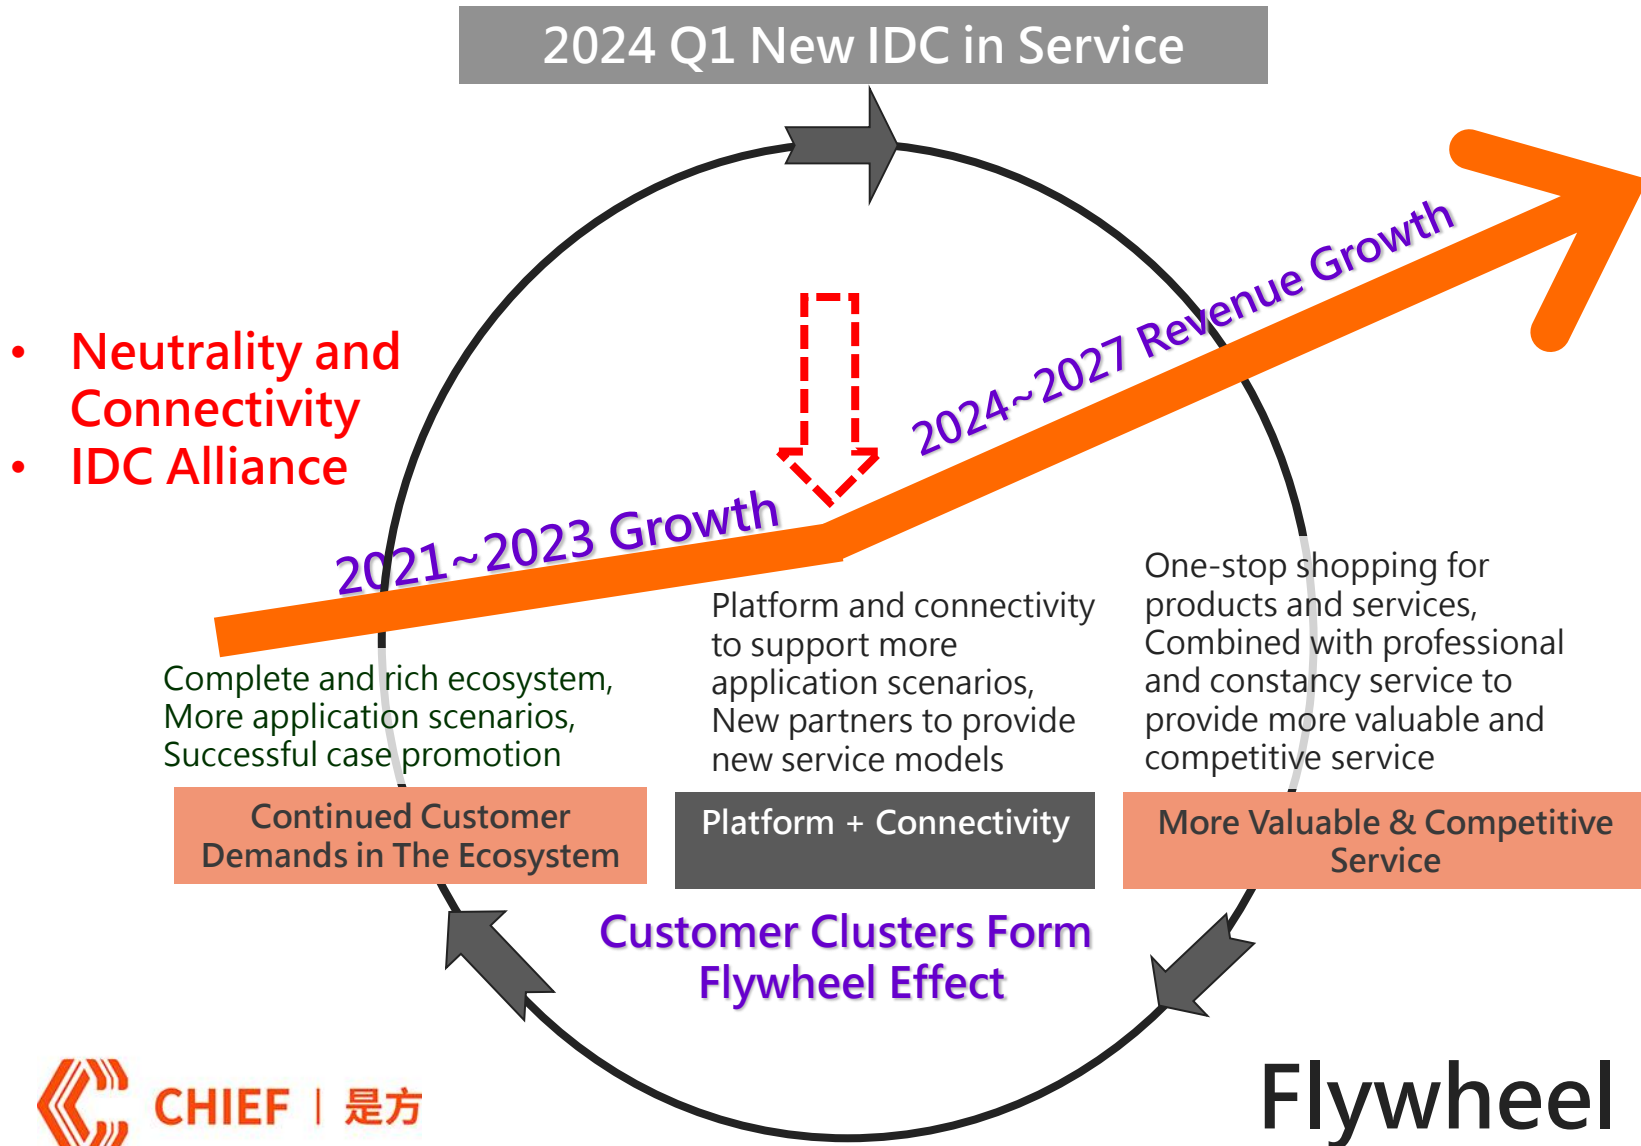 2024 Q1 New IDC in Service
• Neutrality and
Connectivity
• IDC Alliance
2021~2023 Growth
2024~2027 Revenue Growth
Complete and rich ecosystem,
More application scenarios,
Successful case promotion
Platform and connectivity
to support more
application scenarios,
New partners to provide
new service models
One-stop shopping for
products and services,
Combined with professional
and constancy service to
provide more valuable and
competitive service
Continued Customer
Demands in The Ecosystem
Platform + Connectivity
More Valuable & Competitive
Service
Customer Clusters Form
Flywheel Effect
CHIEF | 是方
Flywheel